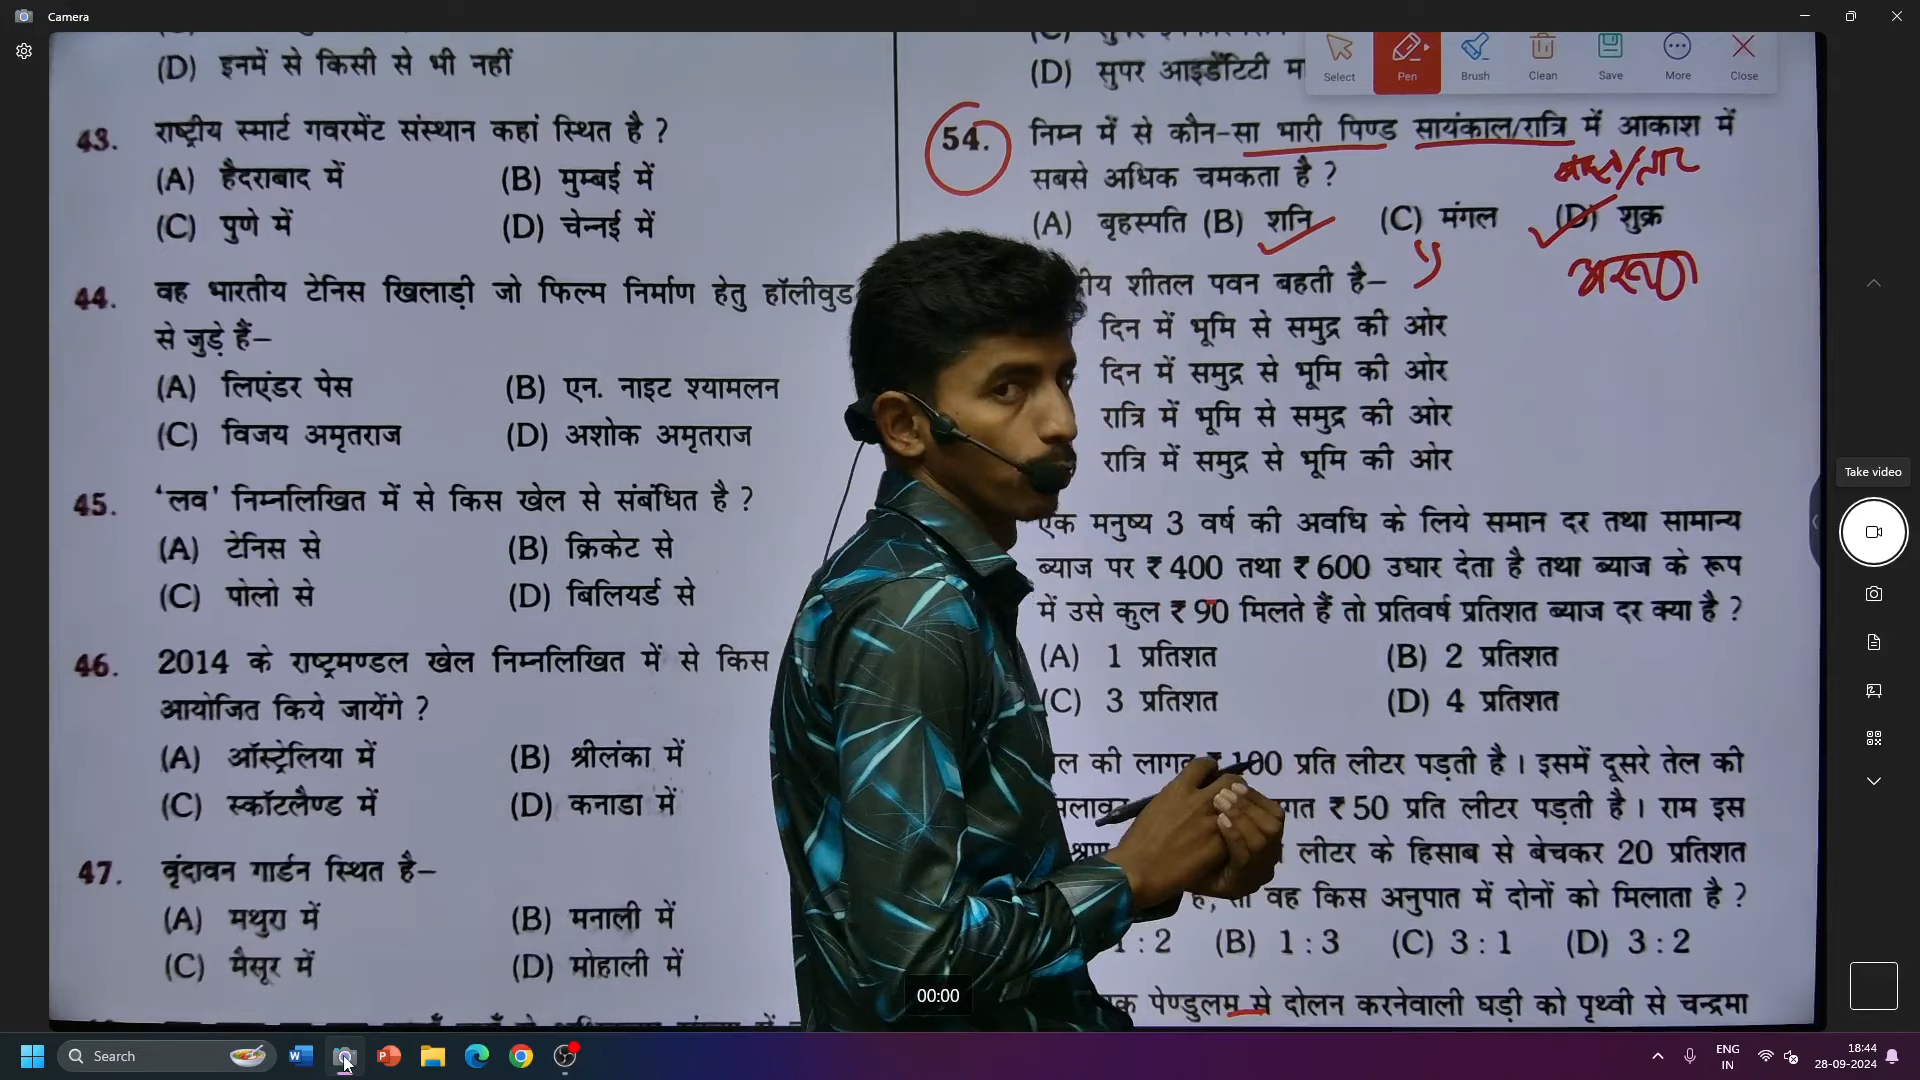 Camera
(D) इनमें से किसी से भी नहीं
43. राष्ट्रीय स्मार्ट गवरमेंट संस्थान कहां स्थित है ?
(A) हैदराबाद में (B) मुम्बई में
(C) पुणे में (D) चेन्नई में
44. वह भारतीय टेनिस खिलाड़ी जो फिल्म निर्माण हेतु हॉलीवुड
से जुड़े हैं–
(A) लिएंडर पेस (B) एन. नाइट श्यामलन
(C) विजय अमृतराज (D) अशोक अमृतराज
45. ‘लव’ निम्नलिखित में से किस खेल से संबंधित है ?
(A) टेनिस से (B) क्रिकेट से
(C) पोलो से (D) बिलियर्ड से
46. 2014 के राष्ट्रमण्डल खेल निम्नलिखित में से किस
आयोजित किये जायेंगे ?
(A) ऑस्ट्रेलिया में (B) श्रीलंका में
(C) स्कॉटलैण्ड में (D) कनाडा में
47. वृंदावन गार्डन स्थित है–
(A) मथुरा में (B) मनाली में
(C) मैसूर में (D) मोहाली में
(D) सुपर आइडेंटिटी
Select Pen Brush Clean Save More Close
54. निम्न में से कौन-सा भारी पिण्ड सायंकाल/रात्रि में आकाश में
सबसे अधिक चमकता है ?
(A) बृहस्पति (B) शनि (C) मंगल (D) शुक्र
शीतल पवन बहती है–
दिन में भूमि से समुद्र की ओर
दिन में समुद्र से भूमि की ओर
रात्रि में भूमि से समुद्र की ओर
रात्रि में समुद्र से भूमि की ओर
एक मनुष्य 3 वर्ष की अवधि के लिये समान दर तथा सामान्य
ब्याज पर ₹ 400 तथा ₹ 600 उधार देता है तथा ब्याज के रूप
में उसे कुल ₹ 90 मिलते हैं तो प्रतिवर्ष प्रतिशत ब्याज दर क्या है ?
(A) 1 प्रतिशत (B) 2 प्रतिशत
(C) 3 प्रतिशत (D) 4 प्रतिशत
की लागत ₹ 100 प्रति लीटर पड़ती है । इसमें दूसरे तेल की
₹ 50 प्रति लीटर पड़ती है । राम इस
लीटर के हिसाब से बेचकर 20 प्रतिशत
वह किस अनुपात में दोनों को मिलाता है ?
1 : 2 (B) 1 : 3 (C) 3 : 1 (D) 3 : 2
पेण्डुलम से दोलन करनेवाली घड़ी को पृथ्वी से चन्द्रमा
Take video
00:00
Search
ENG
IN
18:44
28-09-2024